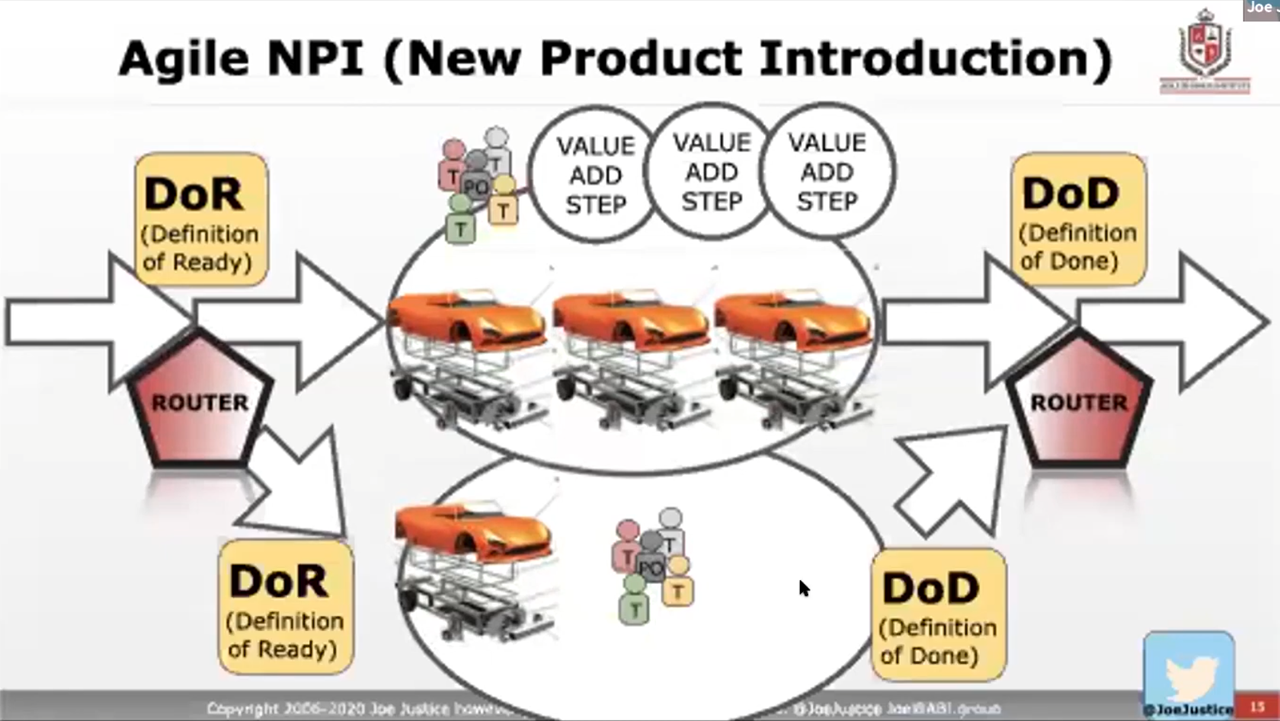 Joe J
Agile NPI (New Product Introduction)
DoR
(Definition
of Ready)
T
T
PO
T
T
VALUE
ADD
STEP
VALUE
ADD
STEP
VALUE
ADD
STEP
DoD
(Definition
of Done)
ROUTER
ROUTER
DoR
(Definition
of Ready)
T
T
PO
T
T
DoD
(Definition
of Done)
Copyright 2006-2020 Joe Justice howev
@JoeJustice Joe@ABI.group
@JoeJustice
15